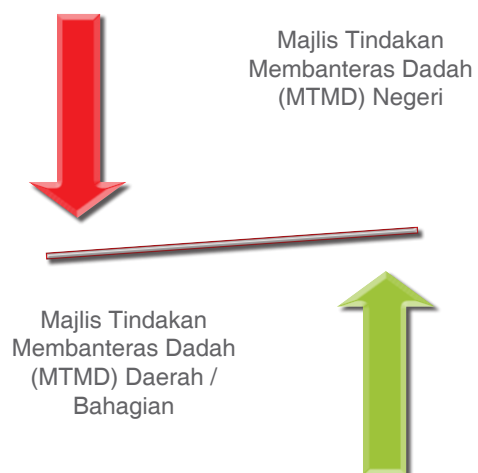 Majlis Tindakan
Membanteras Dadah
(MTMD) Negeri
Majlis Tindakan
Membanteras Dadah
(MTMD) Daerah /
Bahagian